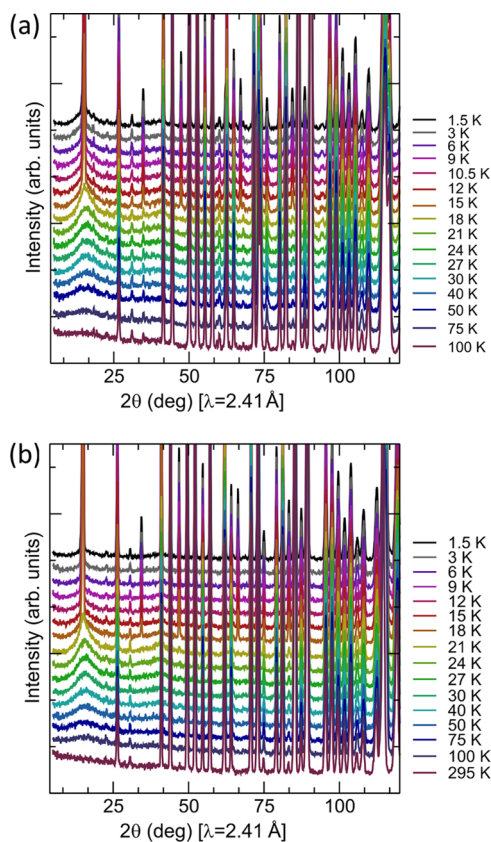 (a)
Intensity (arb. units)
1.5 K
3 K
6 K
9 K
10.5 K
12 K
15 K
18 K
21 K
24 K
27 K
30 K
40 K
50 K
75 K
100 K
25 50 75 100
2θ (deg) [λ=2.41 Å]
(b)
Intensity (arb. units)
1.5 K
3 K
6 K
9 K
12 K
15 K
18 K
21 K
24 K
27 K
30 K
40 K
50 K
75 K
100 K
295 K
25 50 75 100
2θ (deg) [λ=2.41 Å]